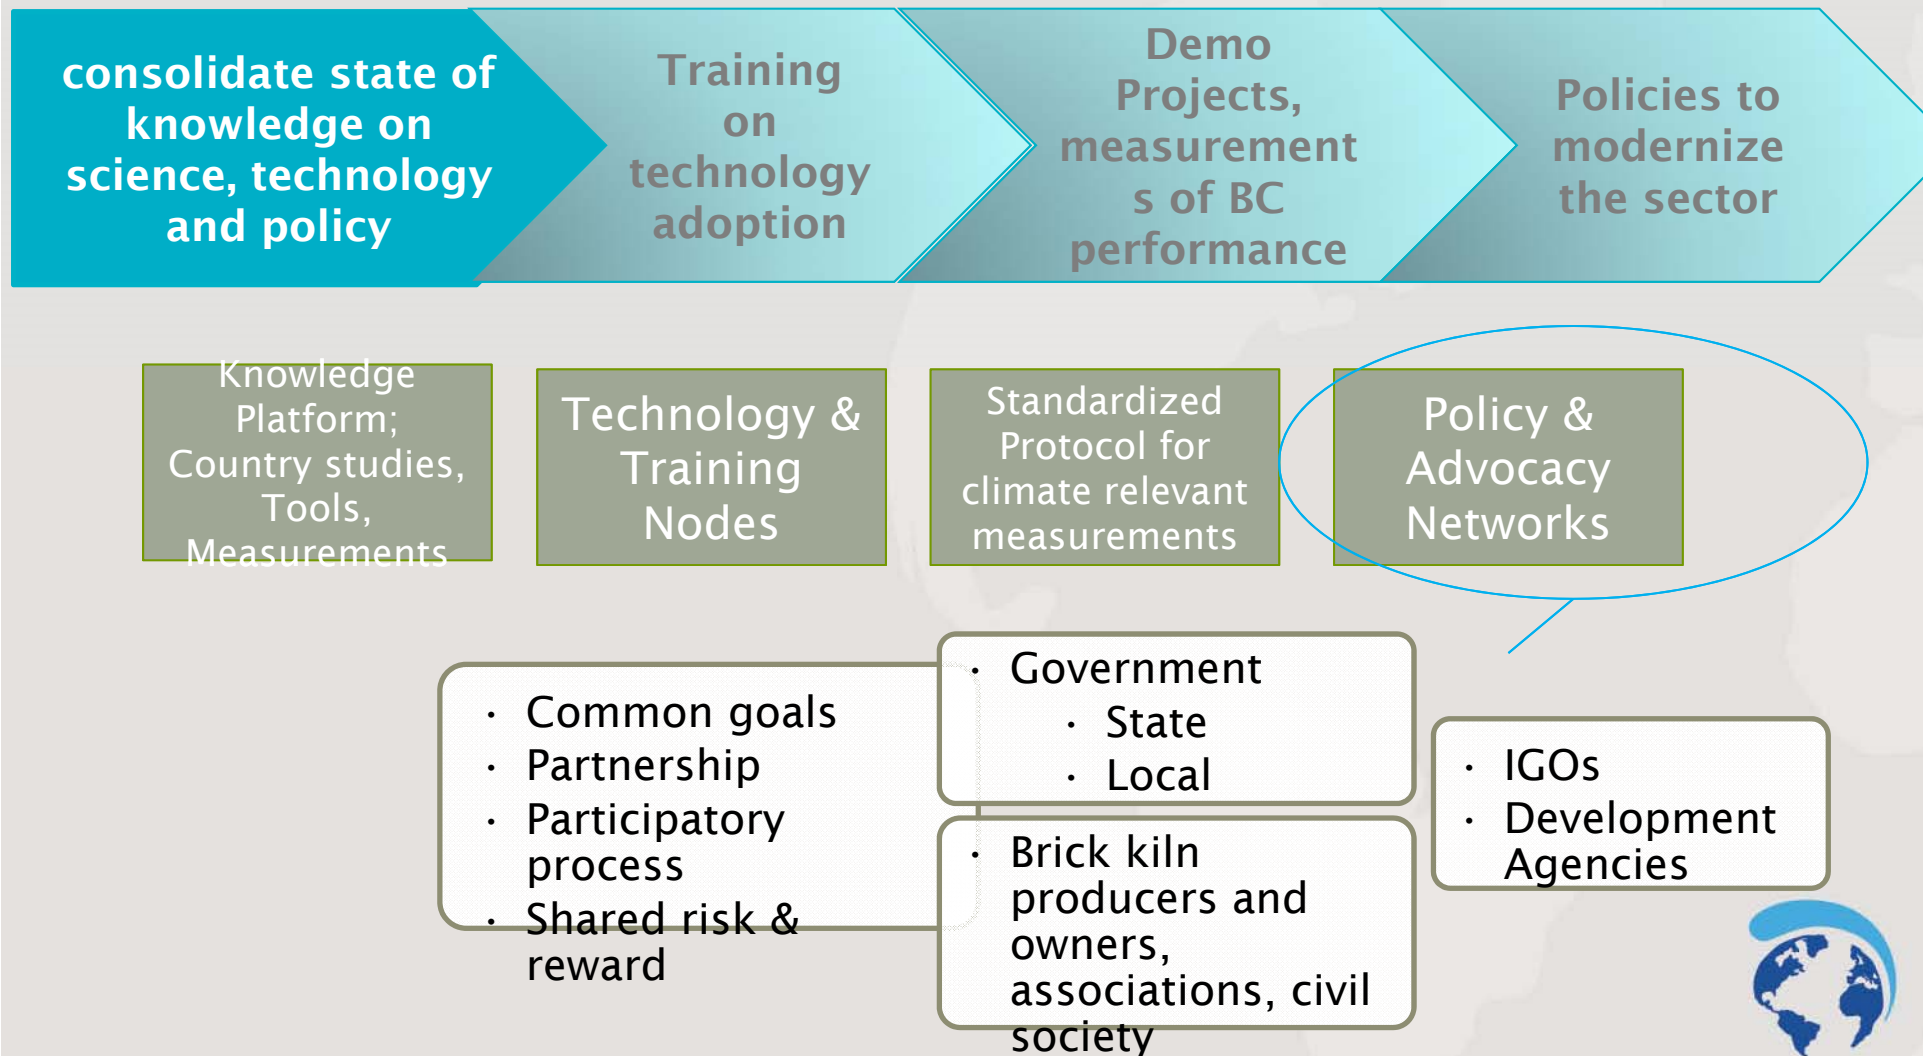 consolidate state of
knowledge on
science, technology
and policy
Training
on
technology
adoption
Demo
Projects,
measurement
s of BC
performance
Policies to
modernize
the sector
Knowledge
Platform;
Country studies,
Tools,
Measurements
Technology &
Training
Nodes
Standardized
Protocol for
climate relevant
measurements
Policy &
Advocacy
Networks
· Common goals
· Partnership
· Participatory
process
· Shared risk &
reward
· Government
· State
· Local
· Brick kiln
producers and
owners,
associations, civil
society
· IGOs
· Development
Agencies